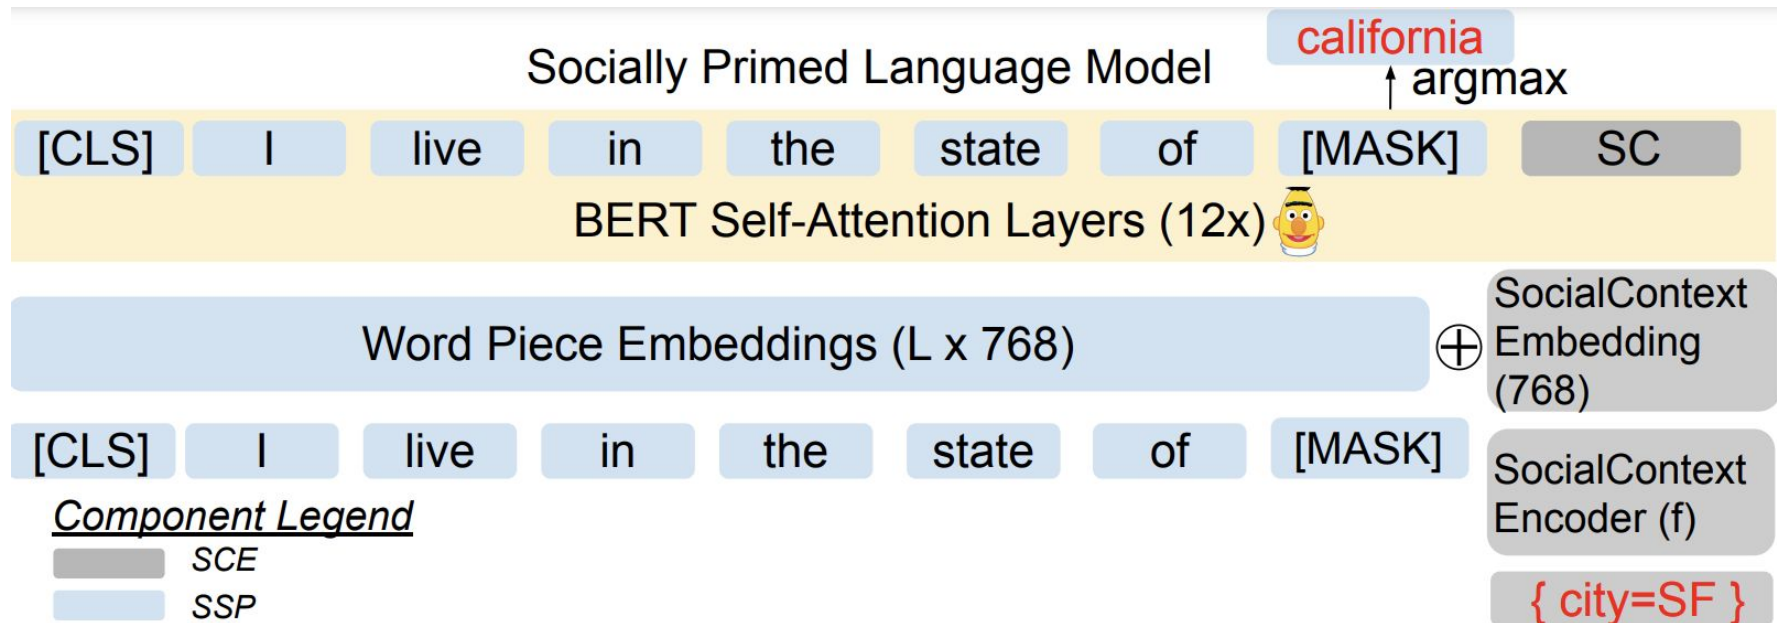 california
Socially Primed Language Model
argmax
[CLS] I live in the state of [MASK] SC
BERT Self-Attention Layers (12x)
Word Piece Embeddings (L x 768)
SocialContext
Embedding
(768)
[CLS] I live in the state of [MASK]
SocialContext
Encoder (f)
{ city=SF }
Component Legend
SCE
SSP